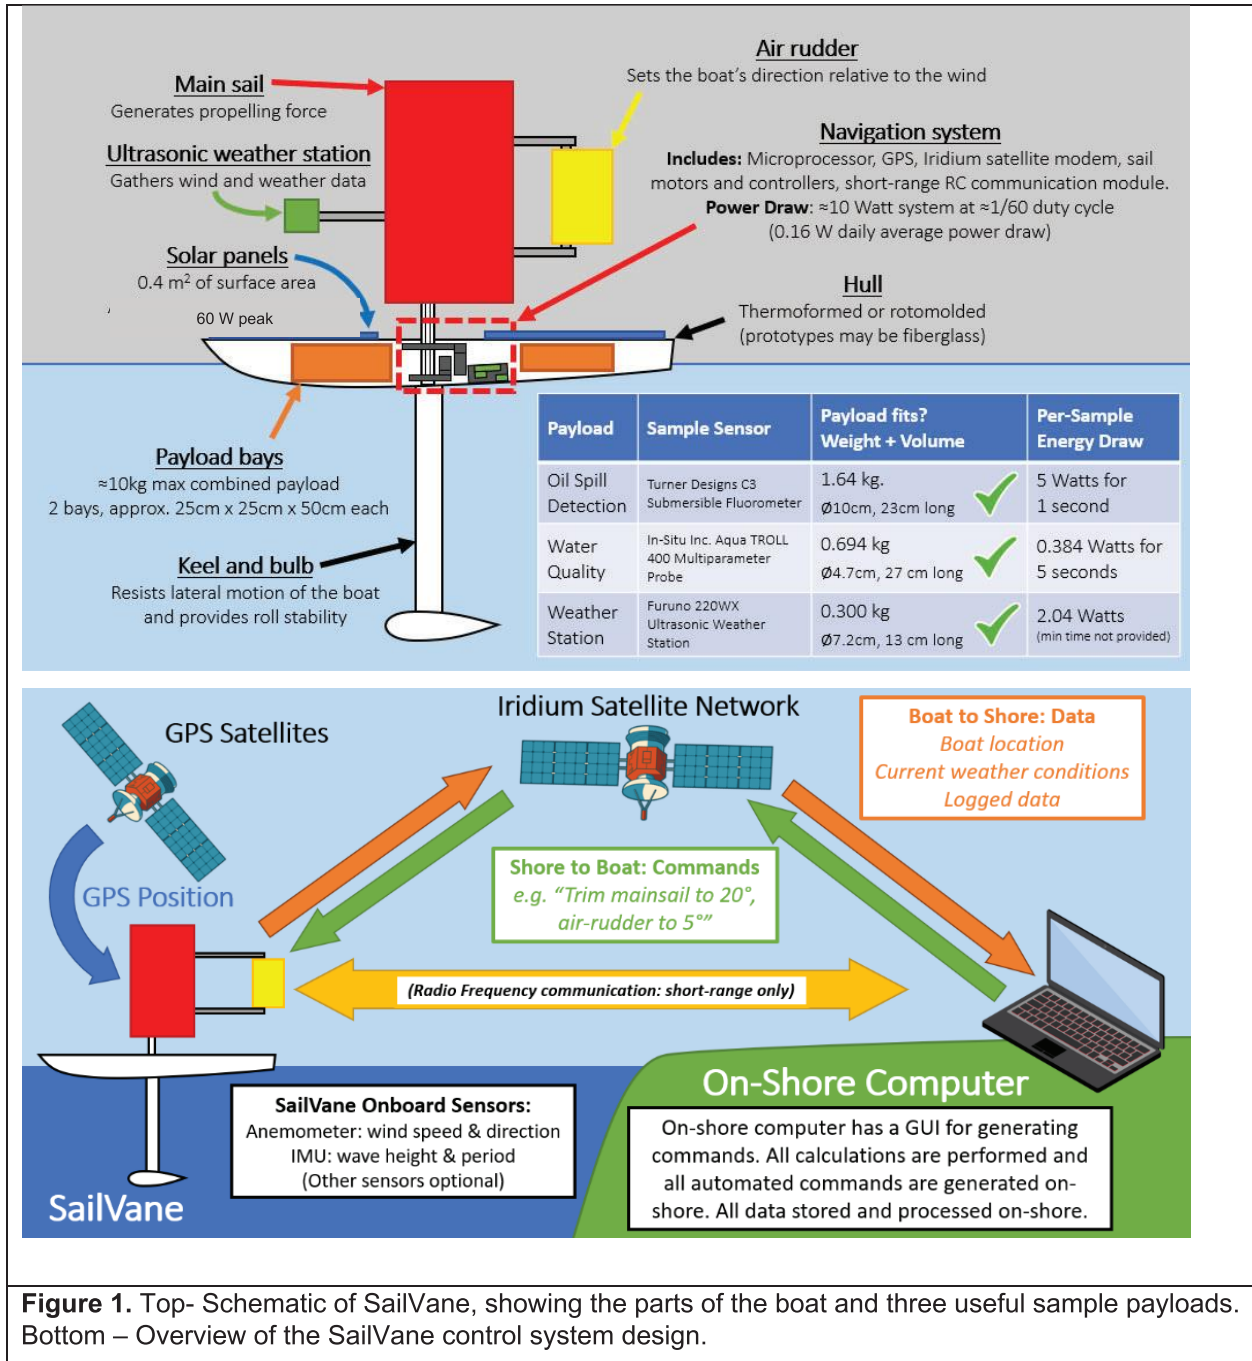 Air rudder
Sets the boat's direction relative to the wind
Main sail
Generates propelling force
Navigation system
Includes: Microprocessor, GPS, Iridium satellite modem, sail
motors and controllers, short-range RC communication module.
Power Draw: ≈10 Watt system at ≈1/60 duty cycle
(0.16 W daily average power draw)
Ultrasonic weather station
Gathers wind and weather data
Solar panels
0.4 m² of surface area
60 W peak
Hull
Thermoformed or rotomolded
(prototypes may be fiberglass)
Payload bays
≈10kg max combined payload
2 bays, approx. 25cm x 25cm x 50cm each
Keel and bulb
Resists lateral motion of the boat
and provides roll stability
Payload
Sample Sensor
Payload fits?
Weight + Volume
Per-Sample
Energy Draw
Oil Spill
Detection
Turner Designs C3
Submersible Fluorometer
1.64 kg.
Ø10cm, 23cm long
5 Watts for
1 second
Water
Quality
In-Situ Inc. Aqua TROLL
400 Multiparameter
Probe
0.694 kg
Ø4.7cm, 27 cm long
0.384 Watts for
5 seconds
Weather
Station
Furuno 220WX
Ultrasonic Weather
Station
0.300 kg
Ø7.2cm, 13 cm long
2.04 Watts
(min time not provided)
GPS Satellites
Iridium Satellite Network
Boat to Shore: Data
Boat location
Current weather conditions
Logged data
Shore to Boat: Commands
e.g. "Trim mainsail to 20°,
air-rudder to 5°"
GPS Position
(Radio Frequency communication: short-range only)
On-Shore Computer
SailVane Onboard Sensors:
Anemometer: wind speed & direction
IMU: wave height & period
(Other sensors optional)
On-shore computer has a GUI for generating
commands. All calculations are performed and
all automated commands are generated on-
shore. All data stored and processed on-shore.
SailVane
Figure 1. Top- Schematic of SailVane, showing the parts of the boat and three useful sample payloads.
Bottom – Overview of the SailVane control system design.